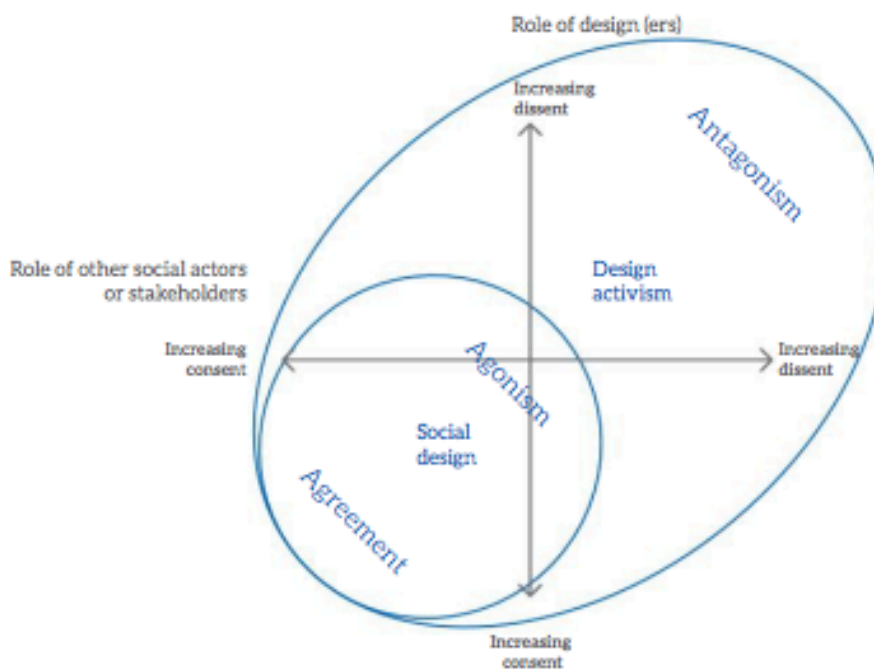 Role of design (ers)
Increasing
dissent
Antagonism
Role of other social actors
or stakeholders
Design
activism
Increasing
consent
Agonism
Increasing
dissent
Social
design
Agreement
Increasing
consent